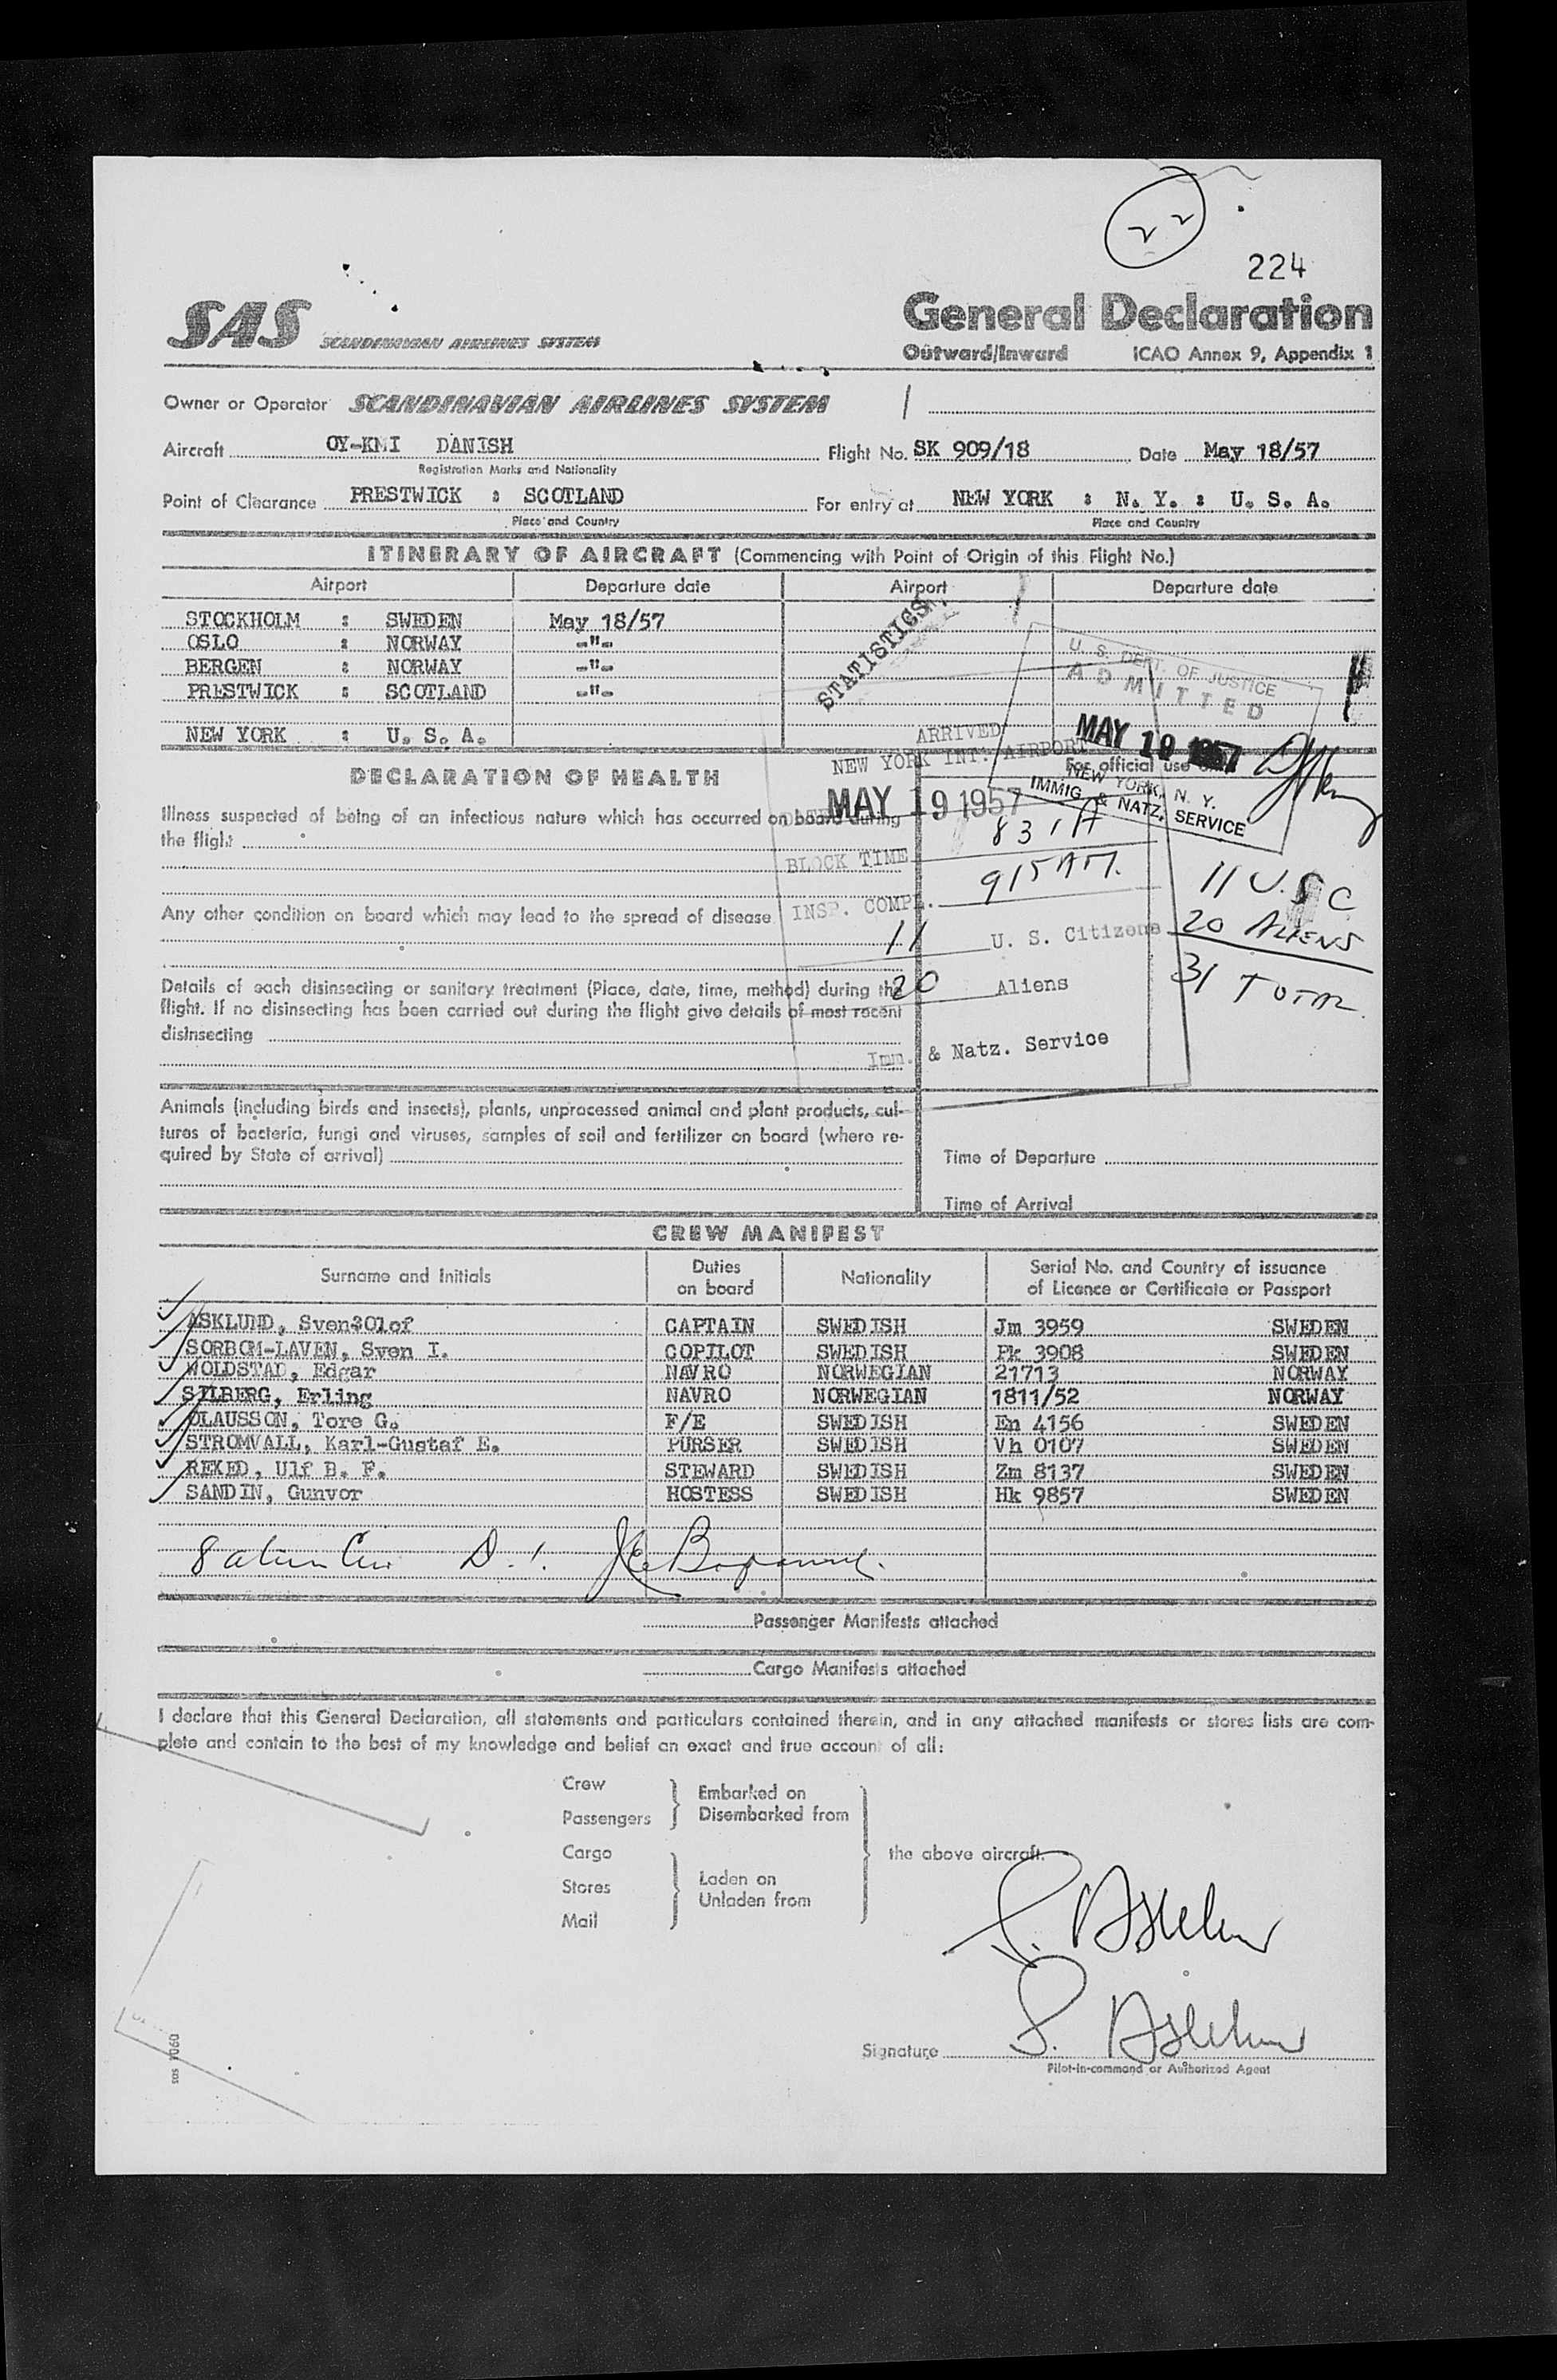 22
224
SAS SCANDINAVIAN AIRLINES SYSTEM
General Declaration
Outward/Inward ICAO Annex 9, Appendix 1
Owner or Operator SCANDINAVIAN AIRLINES SYSTEM
Aircraft OY-KMI DANISH Flight No. SK 909/18 Date May 18/57
Registration Marks and Nationality
Point of Clearance PRESTWICK : SCOTLAND For entry at NEW YORK : N. Y. : U. S. A.
Place and Country Place and Country
ITINERARY OF AIRCRAFT (Commencing with Point of Origin of this Flight No.)
Airport Departure date Airport Departure date
STOCKHOLM : SWEDEN May 18/57
OSLO : NORWAY -"-
BERGEN : NORWAY -"-
PRESTWICK : SCOTLAND -"-
NEW YORK : U. S. A.
STATISTICS
U. S. DEPT. OF JUSTICE
ADMITTED
MAY 19 1957
NEW YORK, N. Y.
IMMIG. & NATZ. SERVICE
For official use
ARRIVED
NEW YORK INT. AIRPORT
MAY 19 1957
BLOCK TIME 831A
INSP. COMPL. 915 AM.
11 U. S. Citizens
20 Aliens
Imm. & Natz. Service
11 U.S C
20 ALIENS
31 TOTAL
DECLARATION OF HEALTH
Illness suspected of being of an infectious nature which has occurred on board during
the flight
Any other condition on board which may lead to the spread of disease
Details of each disinsecting or sanitary treatment (Place, date, time, method) during the
flight. If no disinsecting has been carried out during the flight give details of most recent
disinsecting
Animals (including birds and insects), plants, unprocessed animal and plant products, cul-
tures of bacteria, fungi and viruses, samples of soil and fertilizer on board (where re-
quired by State of arrival)
Time of Departure
Time of Arrival
CREW MANIFEST
Surname and Initials Duties on board Nationality Serial No. and Country of issuance of Licence or Certificate or Passport
ASKLUND, Sven30lof CAPTAIN SWEDISH Jm 3959 SWEDEN
SORBOM-LAVEN, Sven I. COPILOT SWEDISH Fk 3908 SWEDEN
WOLDSTAD, Edgar NAVRO NORWEGIAN 21713 NORWAY
SILBERG, Erling NAVRO NORWEGIAN 1811/52 NORWAY
OLAUSSON, Tore G. F/E SWEDISH En 4156 SWEDEN
STROMVALL, Karl-Gustaf E. PURSER SWEDISH Vh 0107 SWEDEN
REKED, Ulf B. F. STEWARD SWEDISH Zm 8137 SWEDEN
SANDIN, Gunvor HOSTESS SWEDISH Hk 9857 SWEDEN
8 D.1.
Passenger Manifests attached
Cargo Manifests attached
I declare that this General Declaration, all statements and particulars contained therein, and in any attached manifests or stores lists are com-
plete and contain to the best of my knowledge and belief an exact and true account of all:
Crew
Passengers
Embarked on
Disembarked from
Cargo
Stores
Mail
Laden on
Unladen from
the above aircraft.
Signature
Pilot-in-command or Authorized Agent
sas 7060